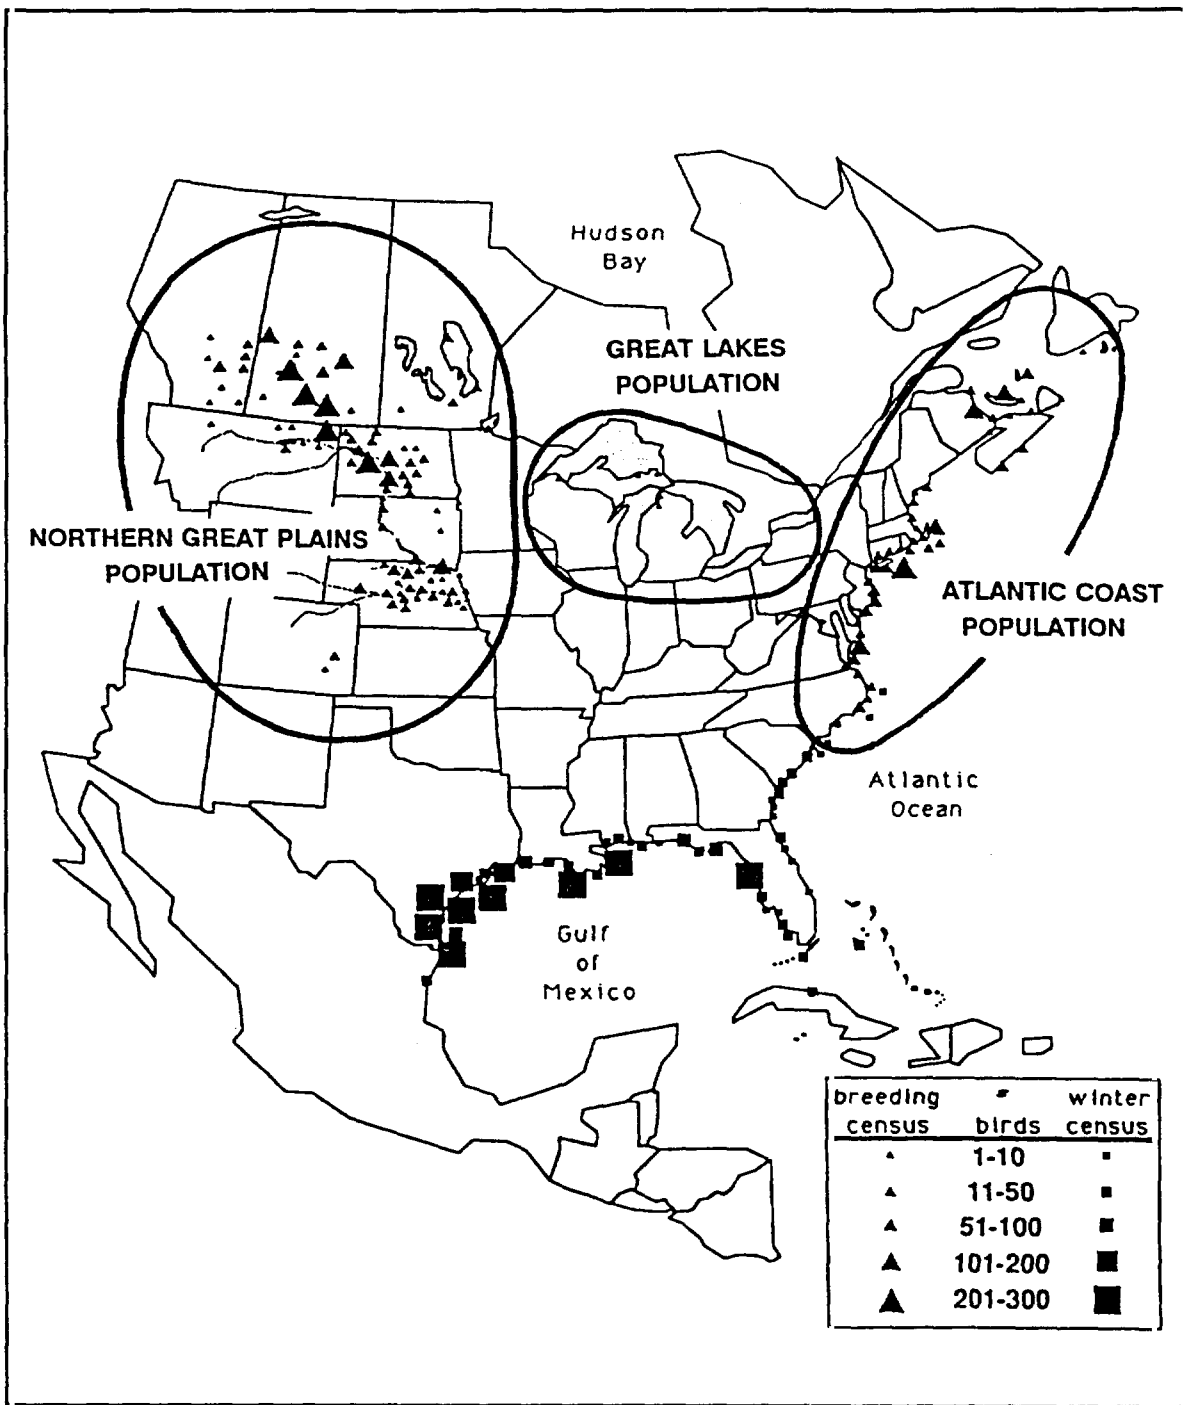 Hudson
Bay
GREAT LAKES
POPULATION
NORTHERN GREAT PLAINS
POPULATION
ATLANTIC COAST
POPULATION
Atlantic
Ocean
Gulf
of
Mexico
breeding winter
census birds census
1-10
11-50
51-100
101-200
201-300